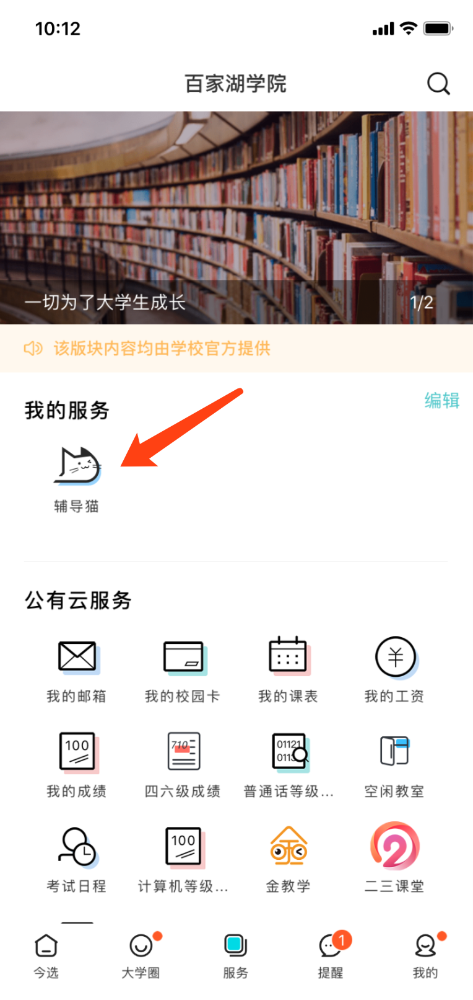 10:12
百家湖学院
一切为了大学生成长
1/2
该版块内容均由学校官方提供
我的服务
编辑
辅导猫
公有云服务
我的邮箱
我的校园卡
我的课表
¥
我的工资
100
我的成绩
710
四六级成绩
01121
011
普通话等级...
空闲教室
考试日程
100
计算机等级...
金教学
2
二三课堂
今选
大学圈
服务
1
提醒
我的